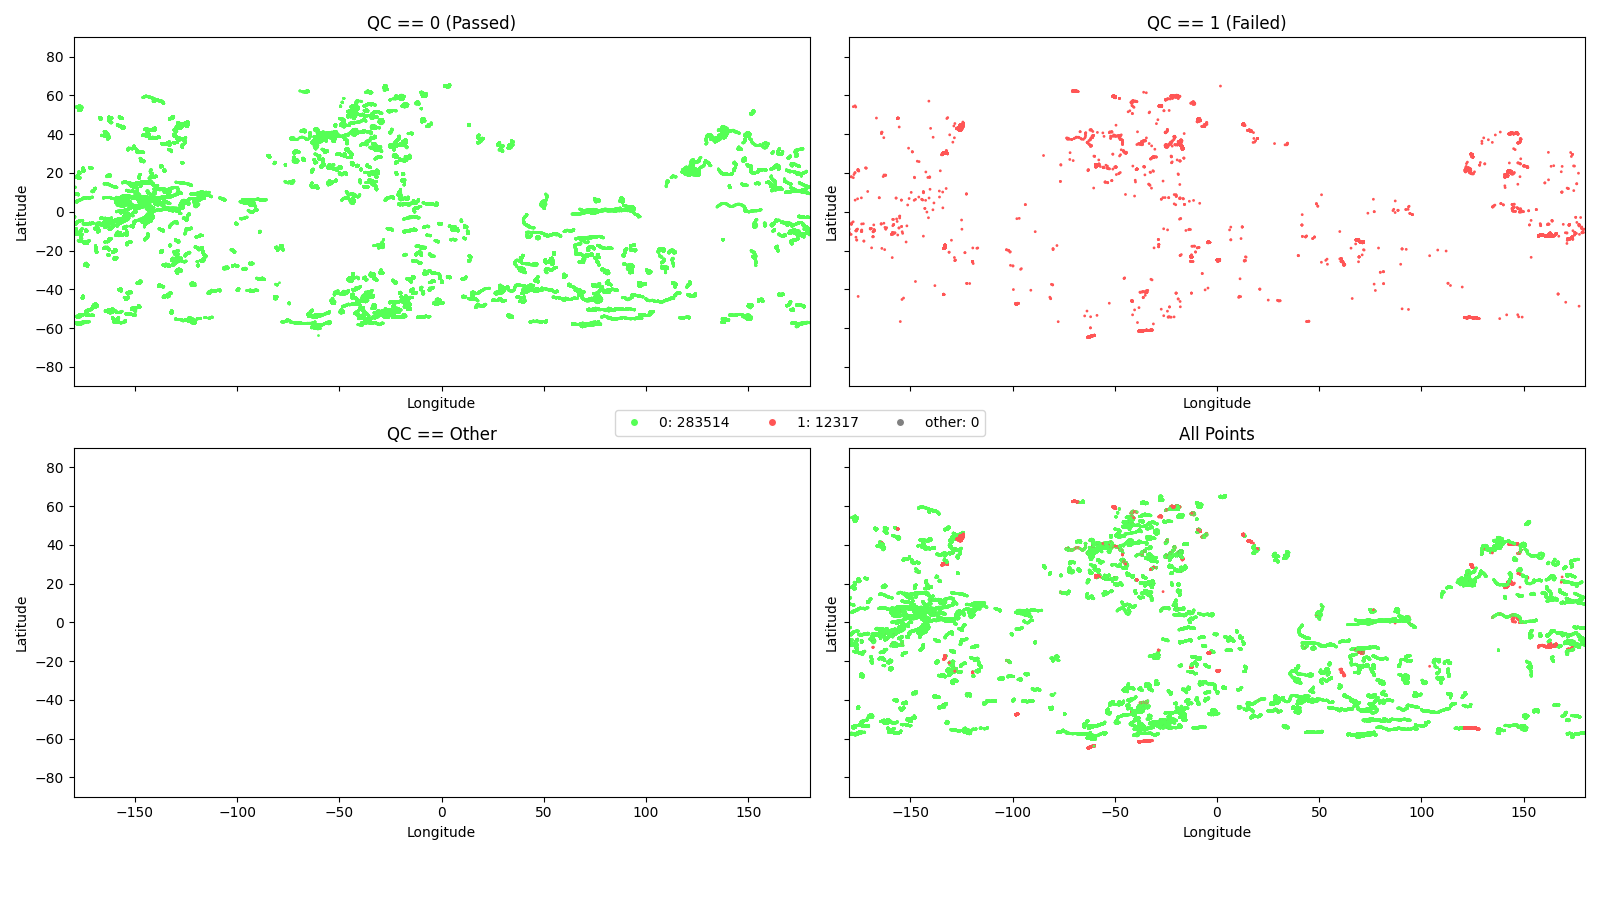 QC == 0 (Passed)
QC == 1 (Failed)
80
60
40
20
0
−20
−40
−60
−80
Latitude
Latitude
Longitude
Longitude
0: 283514
1: 12317
other: 0
QC == Other
All Points
80
60
40
20
0
−20
−40
−60
−80
Latitude
Latitude
−150
−100
−50
0
50
100
150
−150
−100
−50
0
50
100
150
Longitude
Longitude